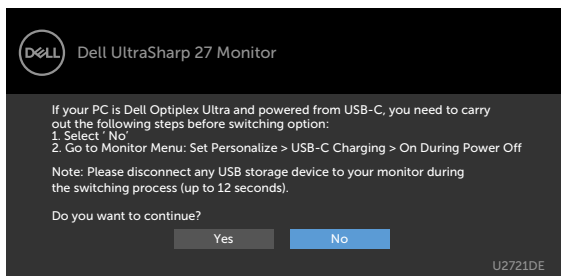 DELL Dell UltraSharp 27 Monitor
If your PC is Dell Optiplex Ultra and powered from USB-C, you need to carry
out the following steps before switching option:
1. Select ‘ No’
2. Go to Monitor Menu: Set Personalize > USB-C Charging > On During Power Off
Note: Please disconnect any USB storage device to your monitor during
the switching process (up to 12 seconds).
Do you want to continue?
Yes No
U2721DE